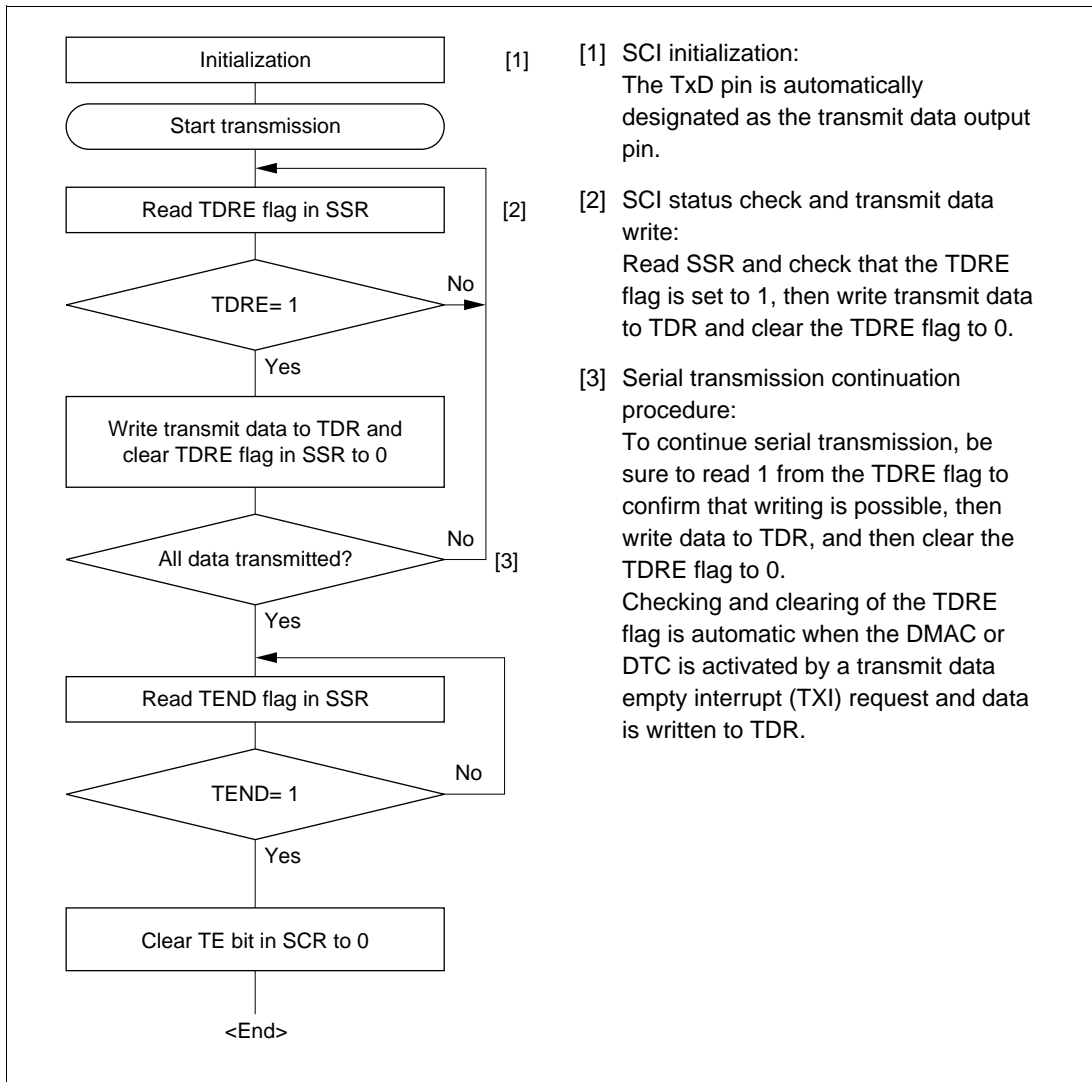 Initialization
[1]
Start transmission
Read TDRE flag in SSR
[2]
TDRE= 1
No
Yes
Write transmit data to TDR and
clear TDRE flag in SSR to 0
All data transmitted?
No
[3]
Yes
Read TEND flag in SSR
TEND= 1
No
Yes
Clear TE bit in SCR to 0
<End>
[1] SCI initialization:
The TxD pin is automatically
designated as the transmit data output
pin.
[2] SCI status check and transmit data
write:
Read SSR and check that the TDRE
flag is set to 1, then write transmit data
to TDR and clear the TDRE flag to 0.
[3] Serial transmission continuation
procedure:
To continue serial transmission, be
sure to read 1 from the TDRE flag to
confirm that writing is possible, then
write data to TDR, and then clear the
TDRE flag to 0.
Checking and clearing of the TDRE
flag is automatic when the DMAC or
DTC is activated by a transmit data
empty interrupt (TXI) request and data
is written to TDR.